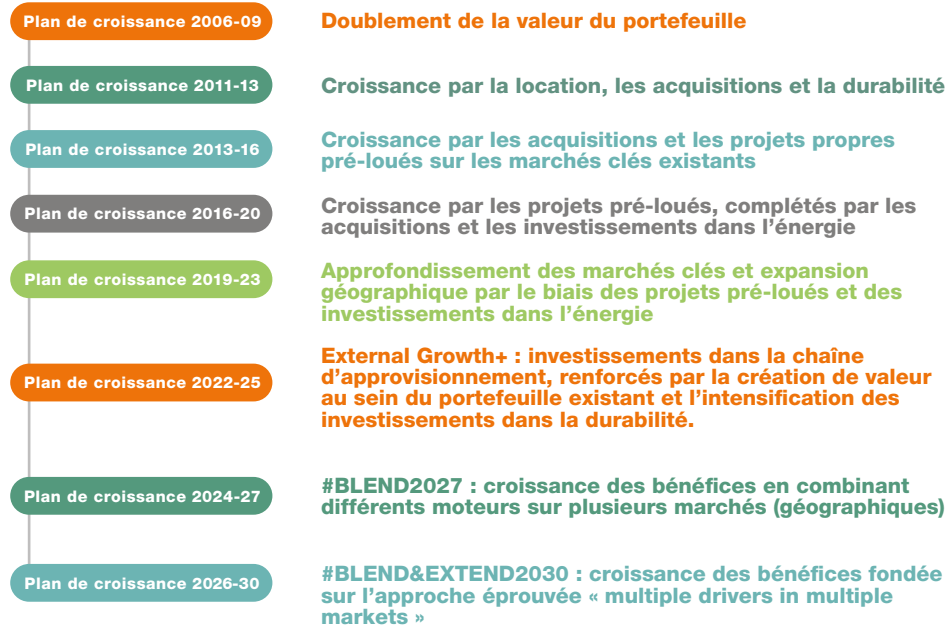 Plan de croissance 2006-09
Doublement de la valeur du portefeuille
Plan de croissance 2011-13
Croissance par la location, les acquisitions et la durabilité
Plan de croissance 2013-16
Croissance par les acquisitions et les projets propres
pré-loués sur les marchés clés existants
Plan de croissance 2016-20
Croissance par les projets pré-loués, complétés par les
acquisitions et les investissements dans l’énergie
Plan de croissance 2019-23
Approfondissement des marchés clés et expansion
géographique par le biais des projets pré-loués et des
investissements dans l’énergie
Plan de croissance 2022-25
External Growth+ : investissements dans la chaîne
d’approvisionnement, renforcés par la création de valeur
au sein du portefeuille existant et l’intensification des
investissements dans la durabilité.
Plan de croissance 2024-27
#BLEND2027 : croissance des bénéfices en combinant
différents moteurs sur plusieurs marchés (géographiques)
Plan de croissance 2026-30
#BLEND&EXTEND2030 : croissance des bénéfices fondée
sur l’approche éprouvée « multiple drivers in multiple
markets »